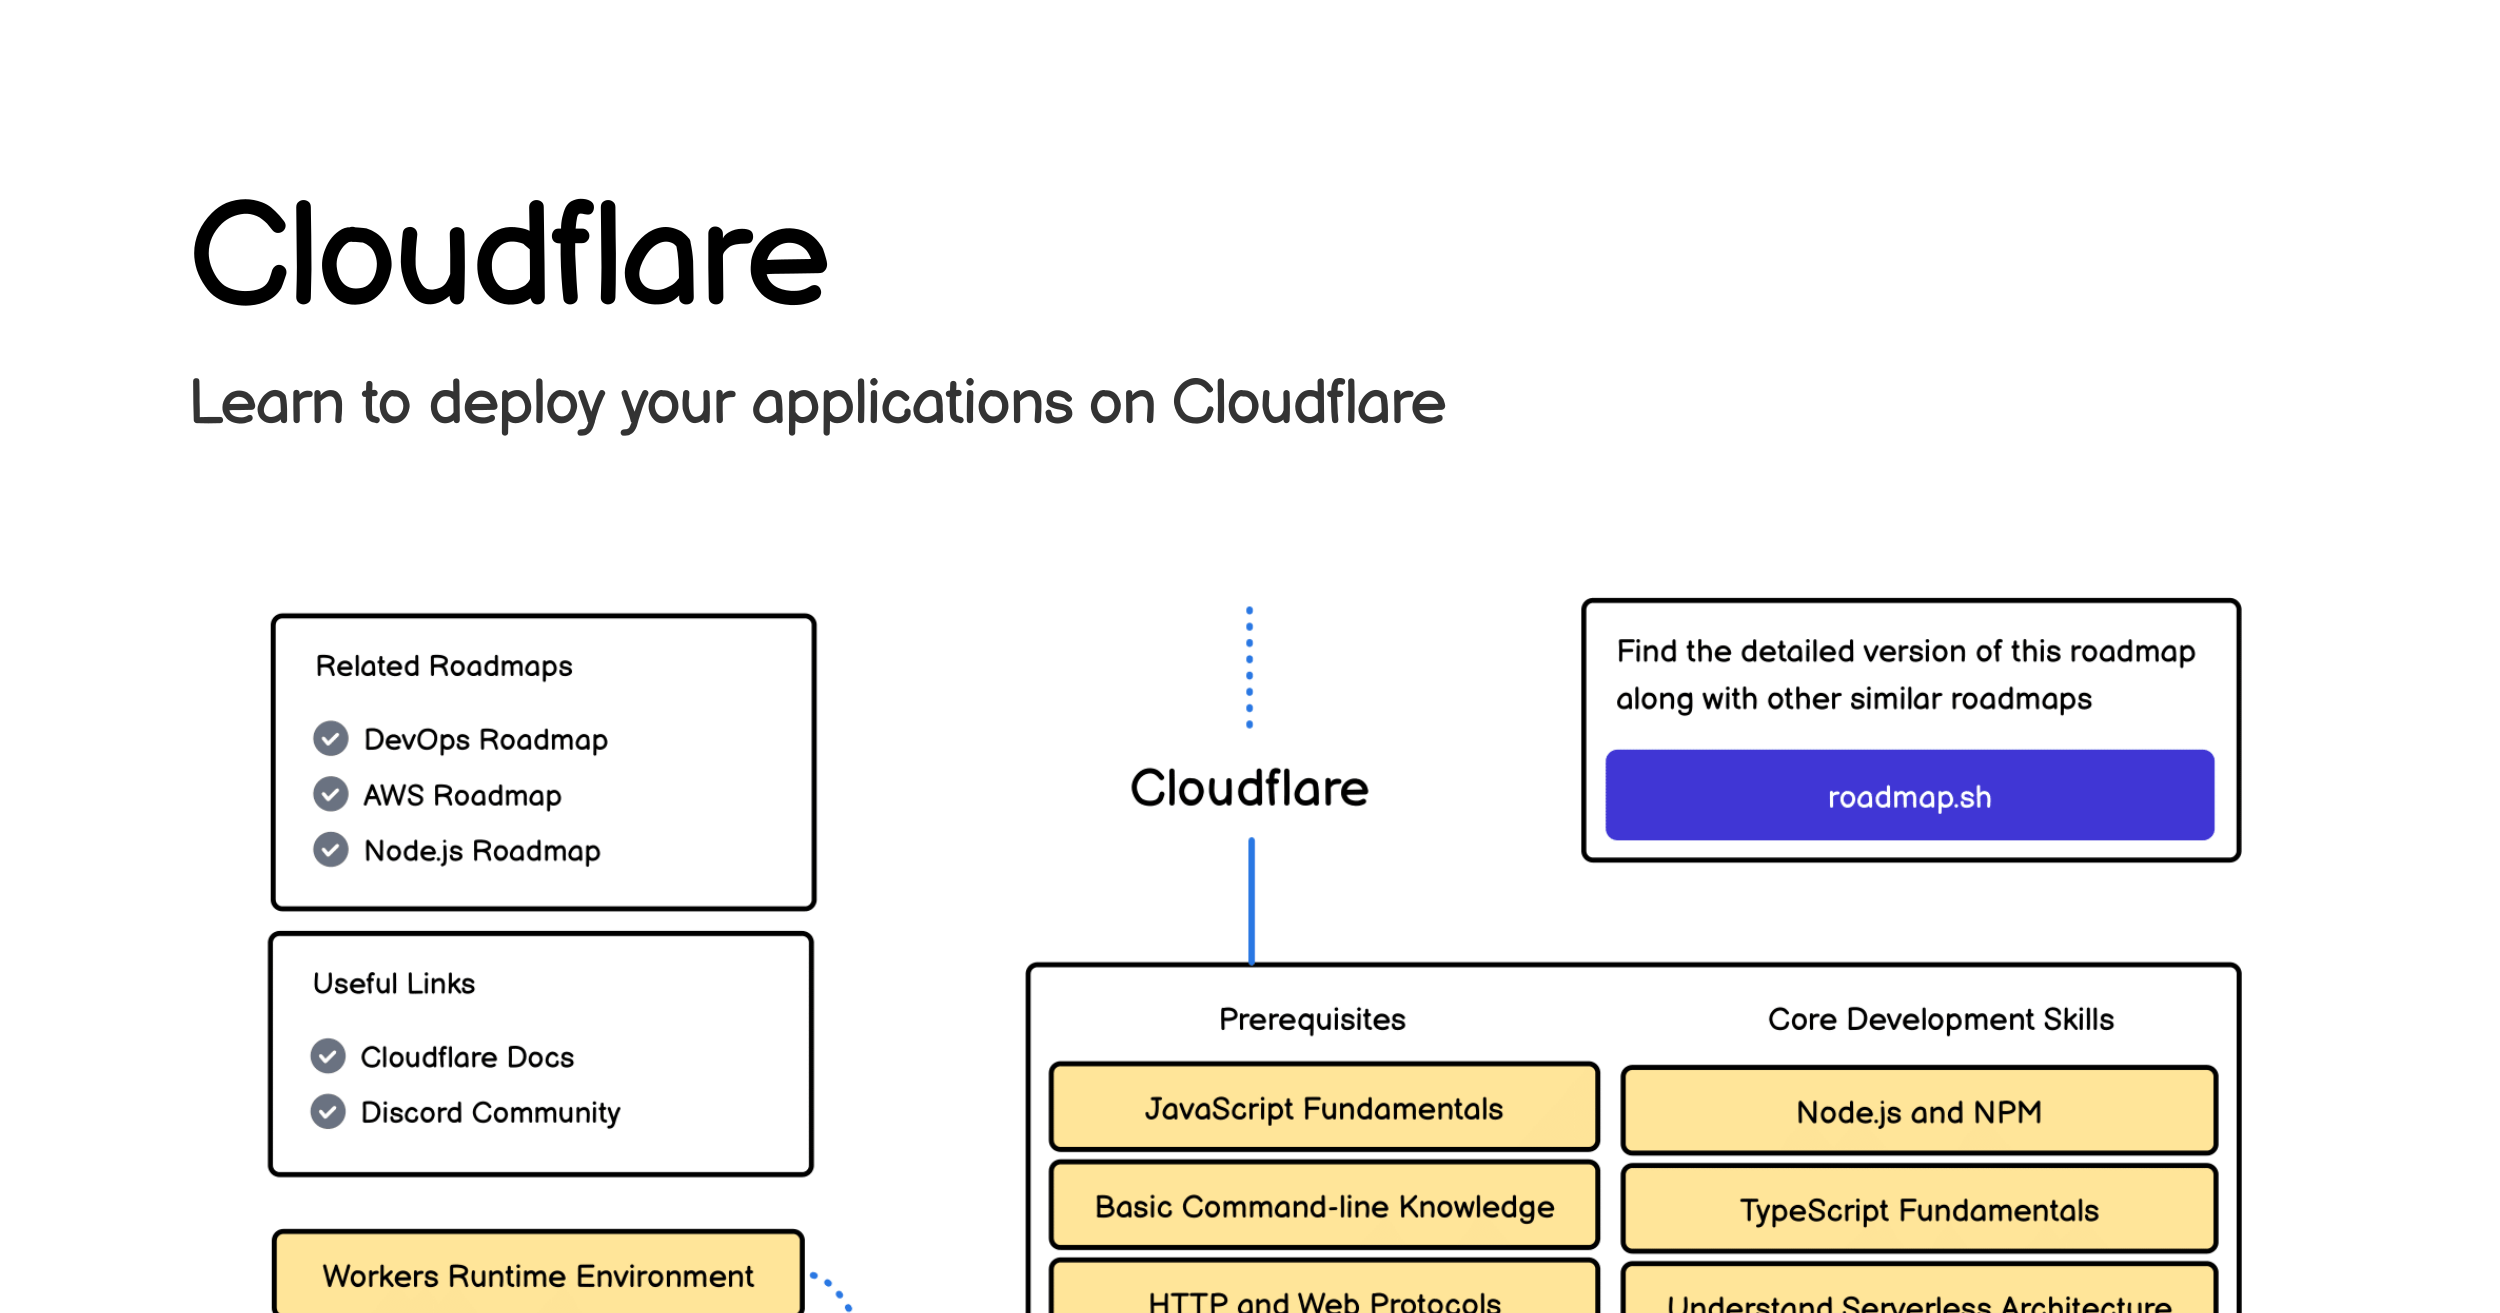 Cloudflare
Learn to deploy your applications on Cloudflare
Related Roadmaps
DevOps Roadmap
AWS Roadmap
Node.js Roadmap
Useful Links
Cloudflare Docs
Discord Community
Workers Runtime Environment
Cloudflare
Find the detailed version of this roadmap
along with other similar roadmaps
roadmap.sh
Prerequisites
JavaScript Fundamentals
Basic Command-line Knowledge
HTTP and Web Protocols
Core Development Skills
Node.js and NPM
TypeScript Fundamentals
Understand Serverless Architecture